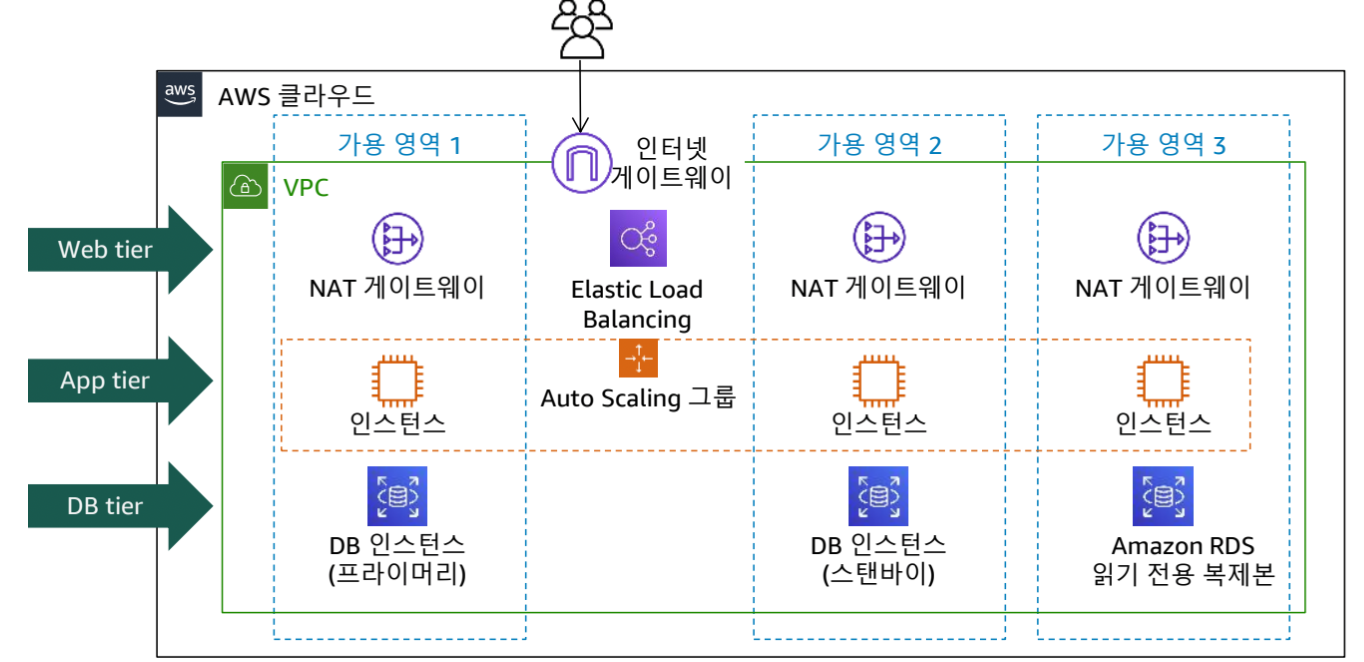 aws
AWS 클라우드
가용 영역 1
인터넷
게이트웨이
가용 영역 2
가용 영역 3
VPC
Web tier
NAT 게이트웨이
Elastic Load
Balancing
NAT 게이트웨이
NAT 게이트웨이
App tier
인스턴스
Auto Scaling 그룹
인스턴스
인스턴스
DB tier
DB 인스턴스
(프라이머리)
DB 인스턴스
(스탠바이)
Amazon RDS
읽기 전용 복제본